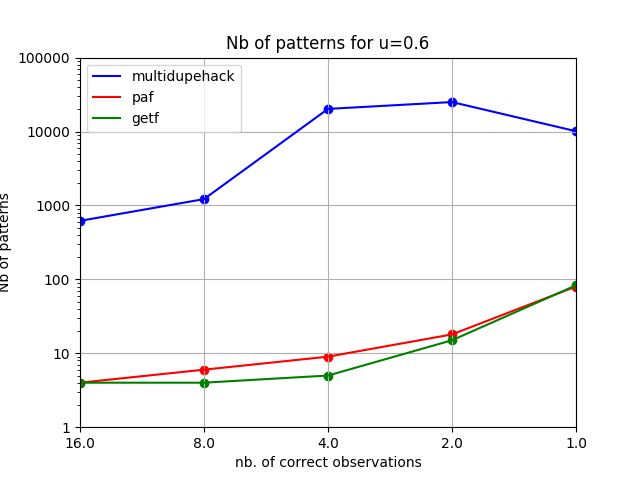 Nb of patterns for u=0.6
100000
10000
1000
100
10
1
Nb of patterns
multidupehack
paf
getf
16.0 8.0 4.0 2.0 1.0
nb. of correct observations